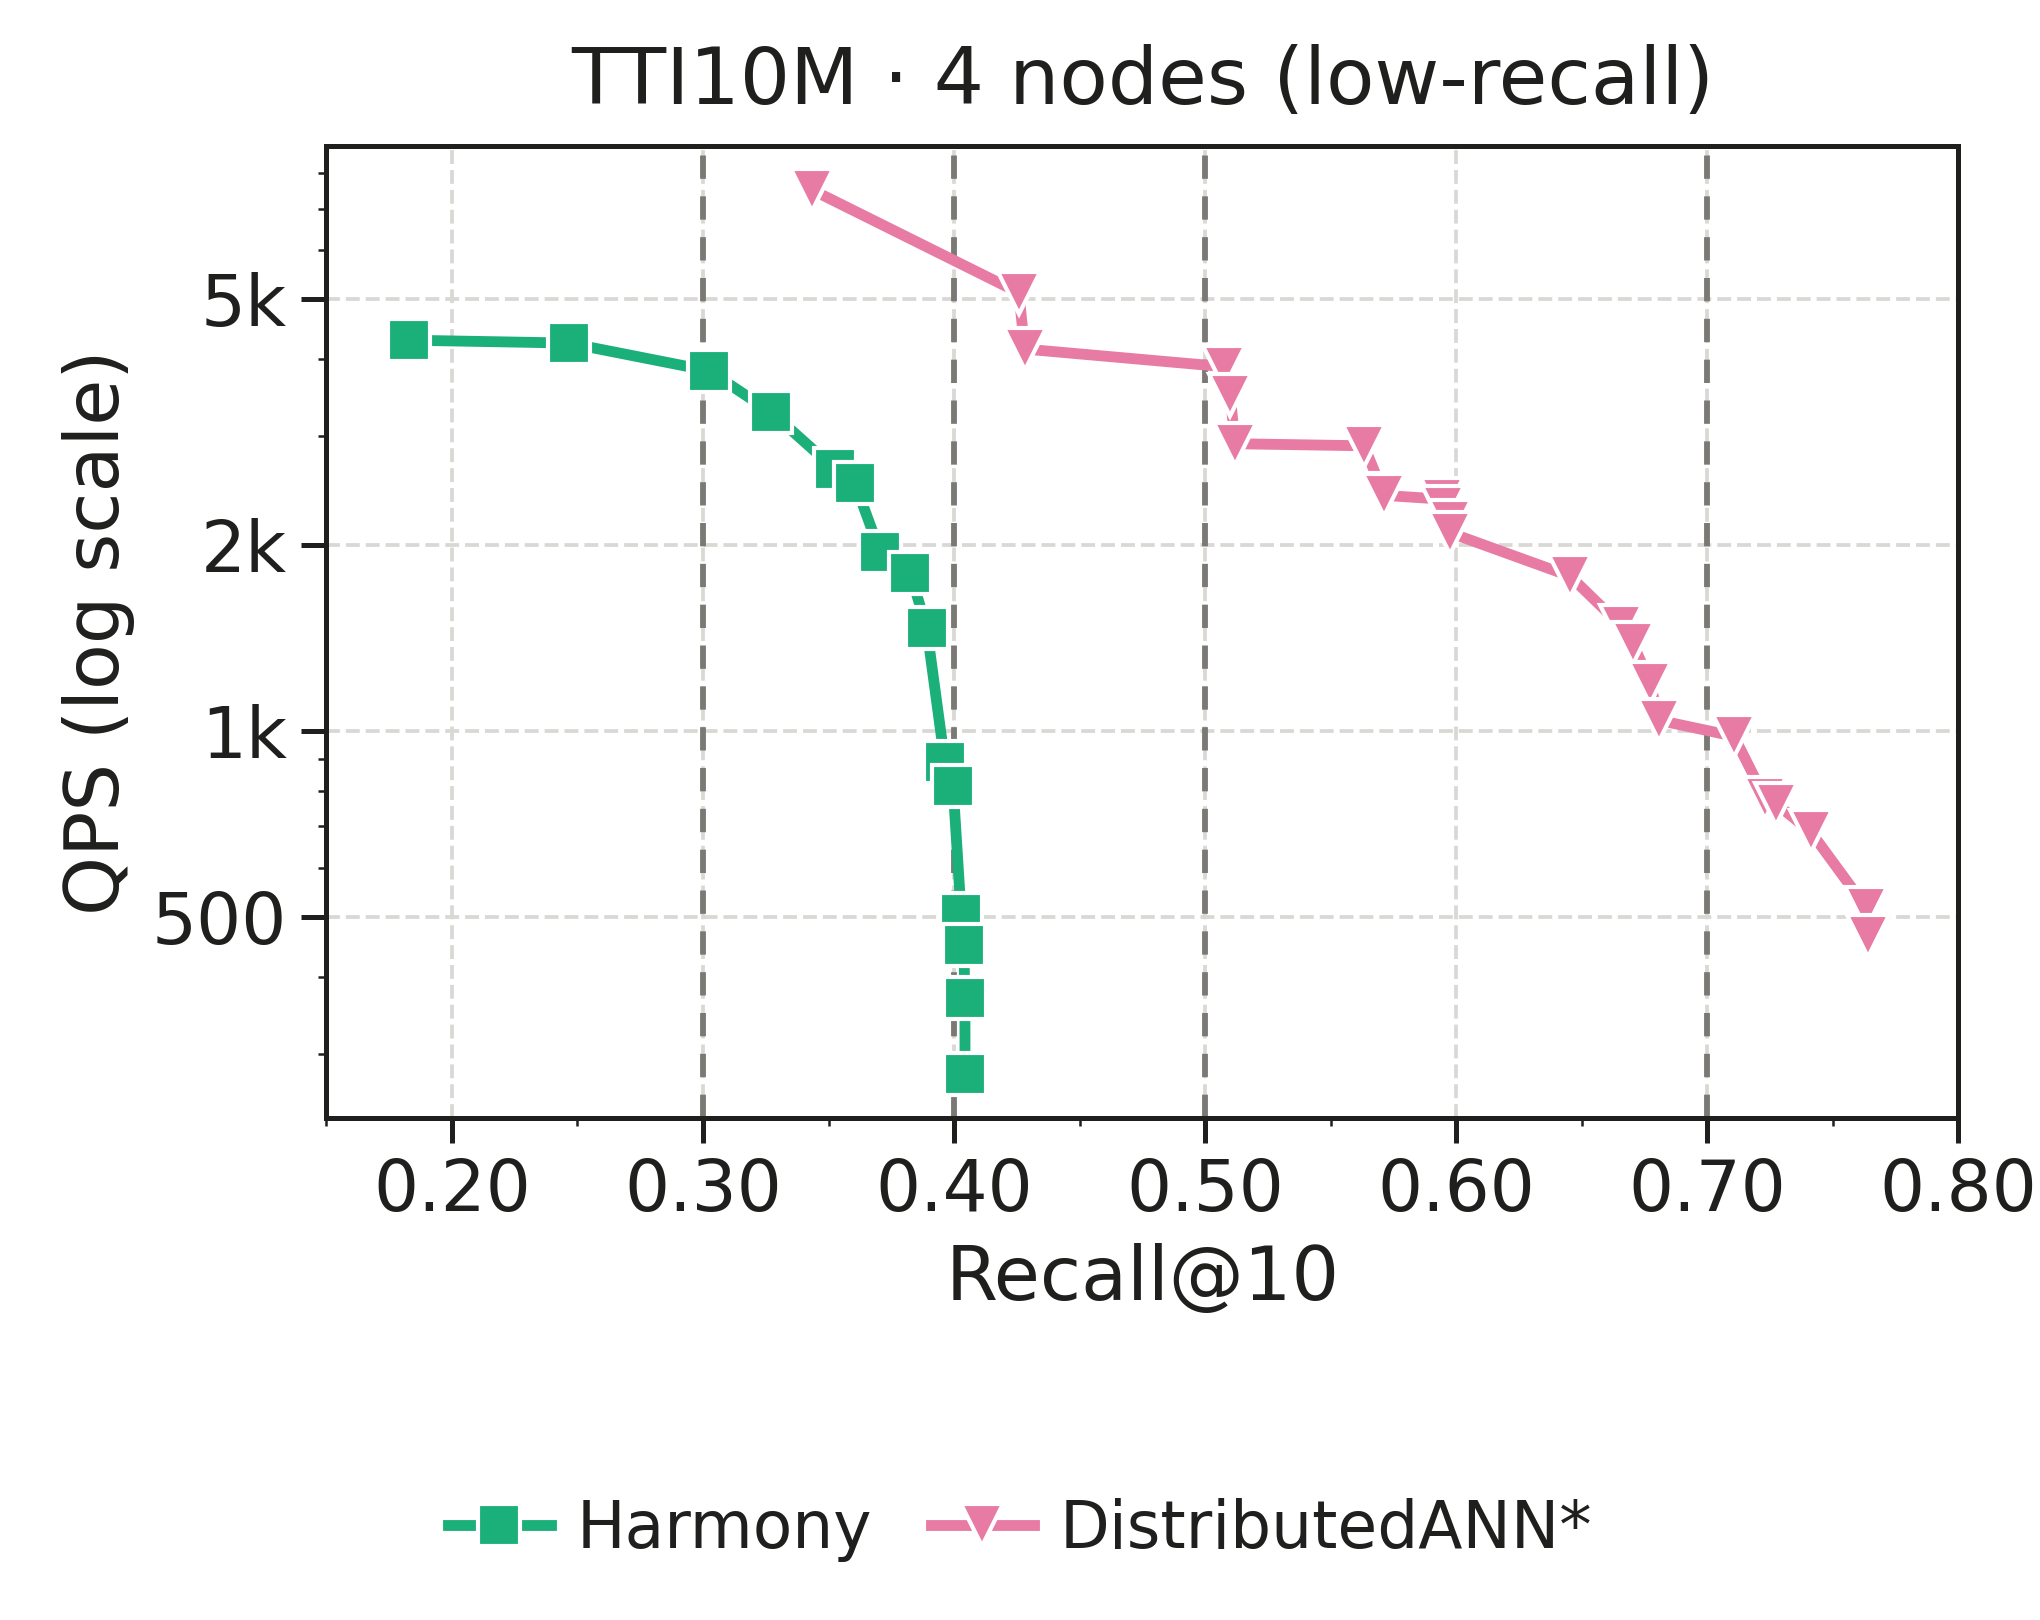 TTI10M · 4 nodes (low-recall)
QPS (log scale)
5k
2k
1k
500
0.20 0.30 0.40 0.50 0.60 0.70 0.80
Recall@10
Harmony DistributedANN*